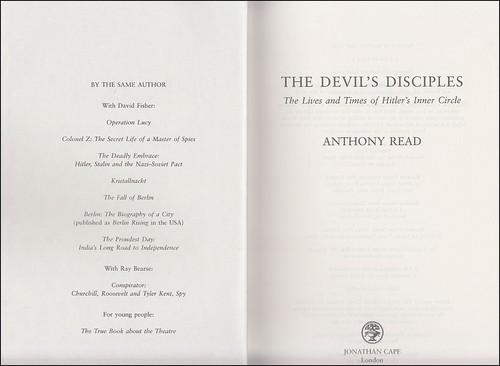 BY THE SAME AUTHOR
With David Fisher:
Operation Lucy
Colonel Z: The Secret Life of a Master of Spies
The Deadly Embrace:
Hitler, Stalin and the Nazi–Soviet Pact
Kristallnacht
The Fall of Berlin
Berlin: The Biography of a City
(published as Berlin Rising in the USA)
The Proudest Day:
India's Long Road to Independence
With Ray Bearse:
Conspirator:
Churchill, Roosevelt and Tyler Kent, Spy
For young people:
The True Book about the Theatre
THE DEVIL'S DISCIPLES
The Lives and Times of Hitler's Inner Circle
ANTHONY READ
JONATHAN CAPE
London